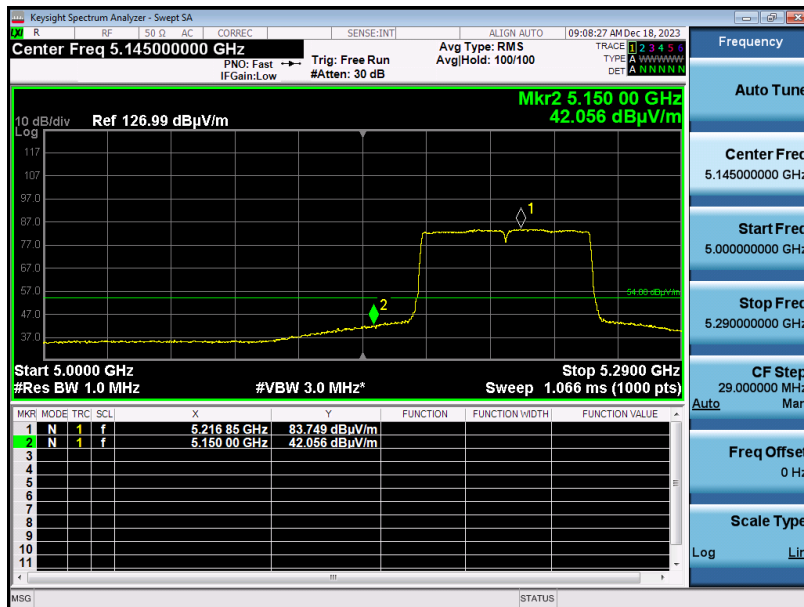 Keysight Spectrum Analyzer - Swept SA
LXI R RF 50 Ω AC CORREC SENSE:INT ALIGN AUTO 09:08:27 AM Dec 18, 2023
Center Freq 5.145000000 GHz Avg Type: RMS TRACE 1 2 3 4 5 6
PNO: Fast Trig: Free Run Avg|Hold: 100/100 TYPE A WWWWW
IFGain:Low #Atten: 30 dB DET A N N N N N
Mkr2 5.150 00 GHz
10 dB/div Ref 126.99 dBµV/m 42.056 dBµV/m
Log
117
107
97.0
87.0
77.0
67.0
57.0
47.0
37.0
1
2
54.00 dBµV/m
Start 5.0000 GHz Stop 5.2900 GHz
#Res BW 1.0 MHz #VBW 3.0 MHz* Sweep 1.066 ms (1000 pts)
MKR MODE TRC SCL X Y FUNCTION FUNCTION WIDTH FUNCTION VALUE
1 N 1 f 5.216 85 GHz 83.749 dBµV/m
2 N 1 f 5.150 00 GHz 42.056 dBµV/m
3
4
5
6
7
8
9
10
11
MSG STATUS
Frequency
Auto Tune
Center Freq
5.145000000 GHz
Start Freq
5.000000000 GHz
Stop Freq
5.290000000 GHz
CF Step
29.000000 MHz
Auto Man
Freq Offset
0 Hz
Scale Type
Log Lin